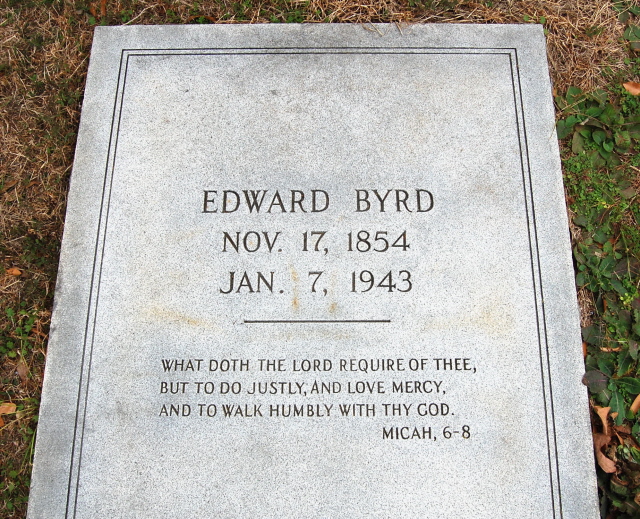 EDWARD BYRD
NOV. 17, 1854
JAN. 7, 1943
WHAT DOTH THE LORD REQUIRE OF THEE,
BUT TO DO JUSTLY, AND LOVE MERCY,
AND TO WALK HUMBLY WITH THY GOD.
MICAH, 6-8